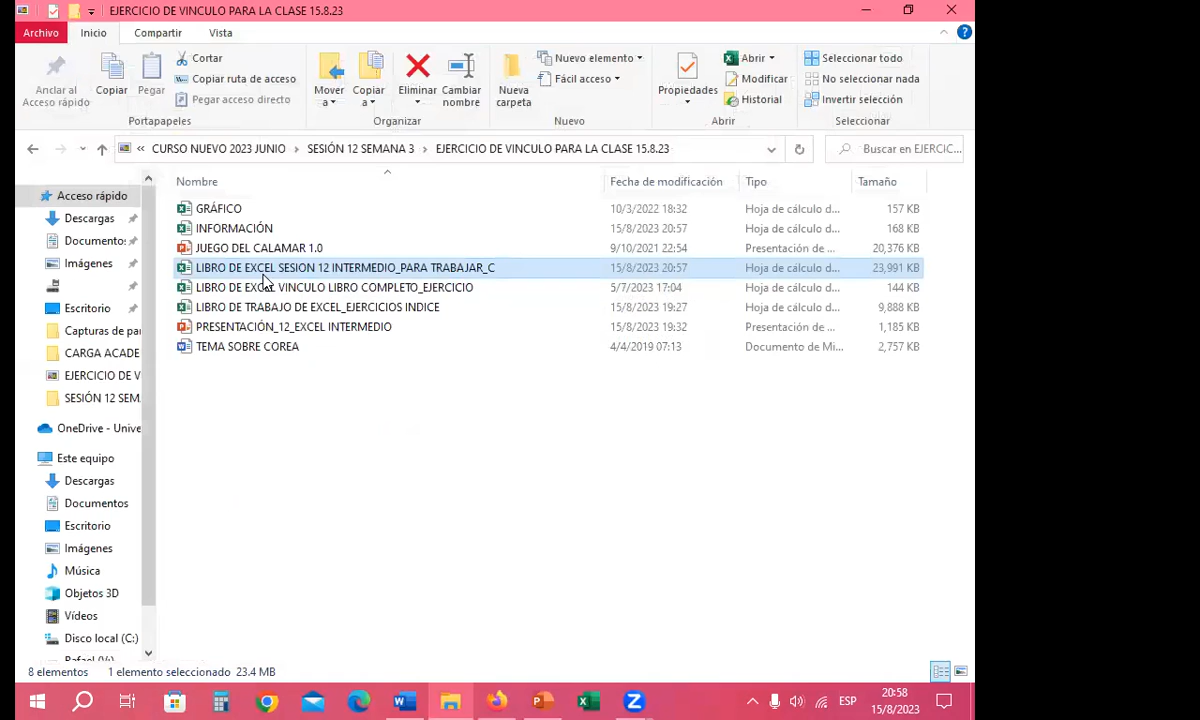 EJERCICIO DE VINCULO PARA LA CLASE 15.8.23
Archivo Inicio Compartir Vista
Anclar al Acceso rápido
Copiar
Pegar
Cortar
Copiar ruta de acceso
Pegar acceso directo
Portapapeles
Mover a
Copiar a
Eliminar
Cambiar nombre
Organizar
Nueva carpeta
Nuevo elemento
Fácil acceso
Nuevo
Propiedades
Abrir
Modificar
Historial
Abrir
Seleccionar todo
No seleccionar nada
Invertir selección
Seleccionar
« CURSO NUEVO 2023 JUNIO › SESIÓN 12 SEMANA 3 › EJERCICIO DE VINCULO PARA LA CLASE 15.8.23
Buscar en EJERCIC...
Nombre Fecha de modificación Tipo Tamaño
GRÁFICO 10/3/2022 18:32 Hoja de cálculo d... 157 KB
INFORMACIÓN 15/8/2023 20:57 Hoja de cálculo d... 168 KB
JUEGO DEL CALAMAR 1.0 9/10/2021 22:54 Presentación de ... 20,376 KB
LIBRO DE EXCEL SESION 12 INTERMEDIO_PARA TRABAJAR_C 15/8/2023 20:57 Hoja de cálculo d... 23,991 KB
LIBRO DE EXCEL VINCULO LIBRO COMPLETO_EJERCICIO 5/7/2023 17:04 Hoja de cálculo d... 144 KB
LIBRO DE TRABAJO DE EXCEL_EJERCICIOS INDICE 15/8/2023 19:27 Hoja de cálculo d... 9,888 KB
PRESENTACIÓN_12_EXCEL INTERMEDIO 15/8/2023 19:32 Presentación de ... 1,185 KB
TEMA SOBRE COREA 4/4/2019 07:13 Documento de Mi... 2,757 KB
Acceso rápido
Descargas
Documento:
Imágenes
Escritorio
Capturas de par
CARGA ACADE
EJERCICIO DE V
SESIÓN 12 SEM
OneDrive - Unive
Este equipo
Descargas
Documentos
Escritorio
Imágenes
Música
Objetos 3D
Vídeos
Disco local (C:)
8 elementos 1 elemento seleccionado 23.4 MB
ESP
20:58
15/8/2023